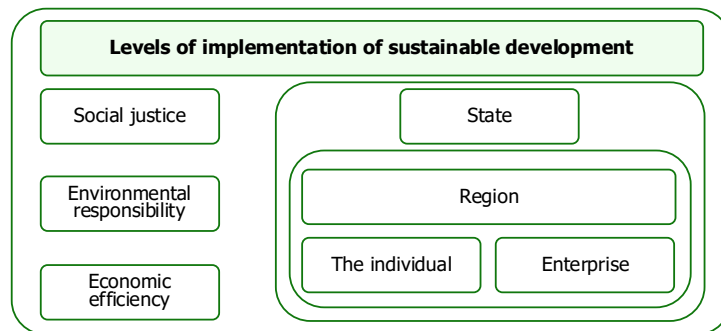 Levels of implementation of sustainable development
Social justice
State
Environmental
responsibility
Region
The individual
Enterprise
Economic
efficiency